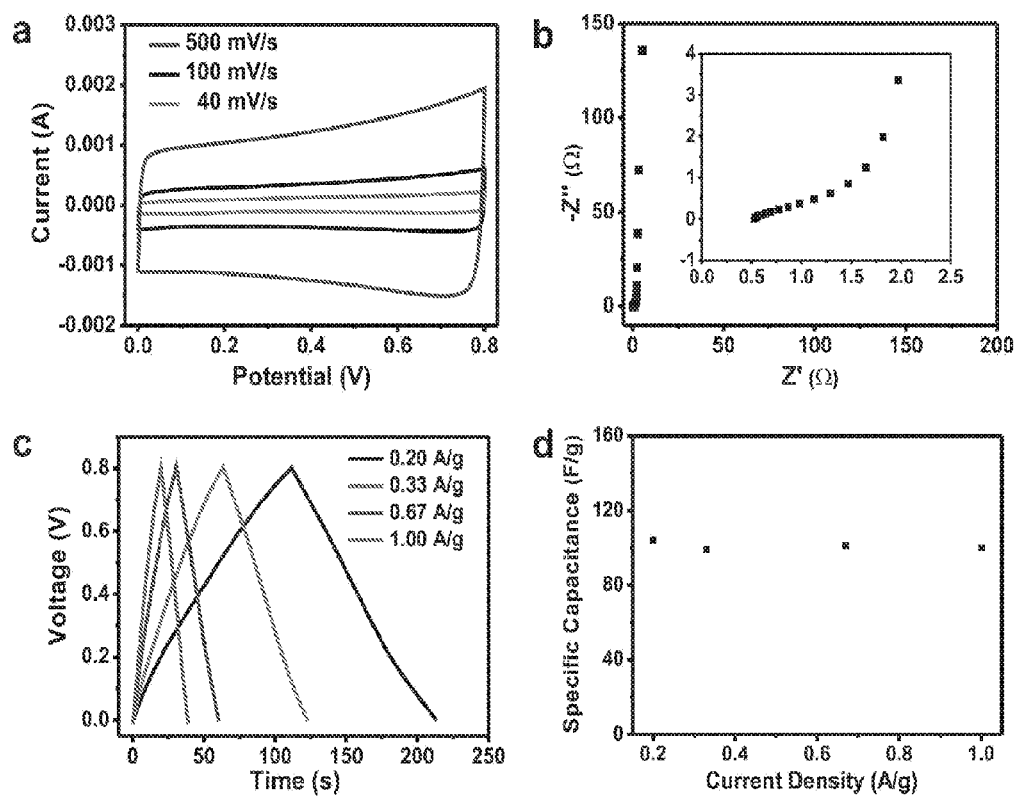 a
0.003
0.002
0.001
0.000
-0.001
-0.002
Current (A)
500 mV/s
100 mV/s
40 mV/s
0.0 0.2 0.4 0.6 0.8
Potential (V)
b
150
100
50
0
-Z'' (Ω)
4
3
2
1
0
-1
0.0 0.5 1.0 1.5 2.0 2.5
0 50 100 150 200
Z' (Ω)
c
0.8
0.6
0.4
0.2
0.0
Voltage (V)
0.20 A/g
0.33 A/g
0.67 A/g
1.00 A/g
0 50 100 150 200 250
Time (s)
d
160
120
80
40
0
Specific Capacitance (F/g)
0.2 0.4 0.6 0.8 1.0
Current Density (A/g)